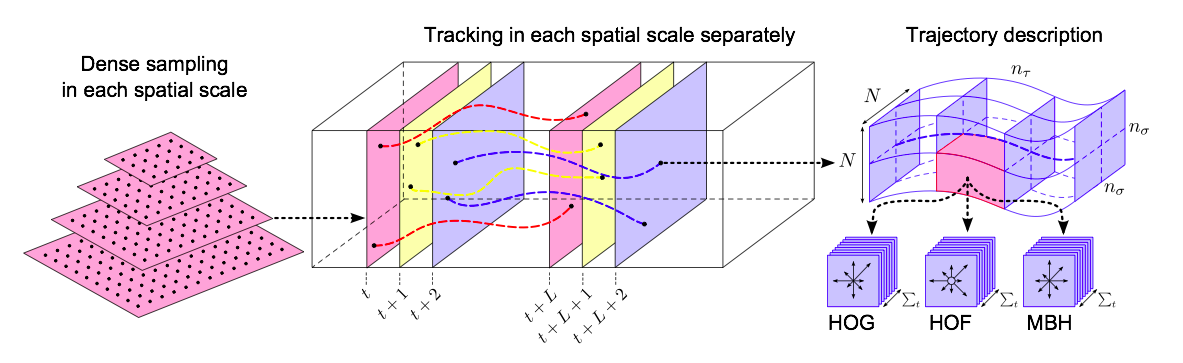 Dense sampling
in each spatial scale
Tracking in each spatial scale separately
t
t + 1
t + 2
t + L
t + L + 1
t + L + 2
Trajectory description
N
N
n_τ
n_σ
n_σ
Σ_t
Σ_t
Σ_t
HOG
HOF
MBH